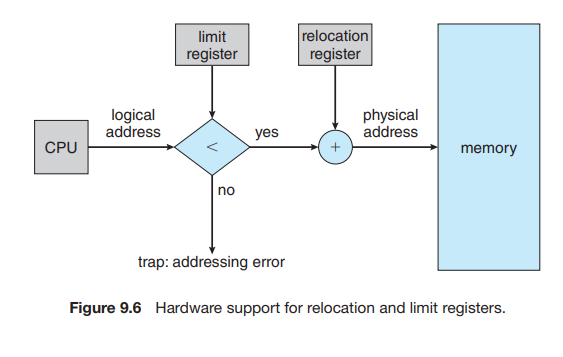 limit
register
relocation
register
logical
address
yes
physical
address
CPU
<
+
memory
no
trap: addressing error
Figure 9.6 Hardware support for relocation and limit registers.